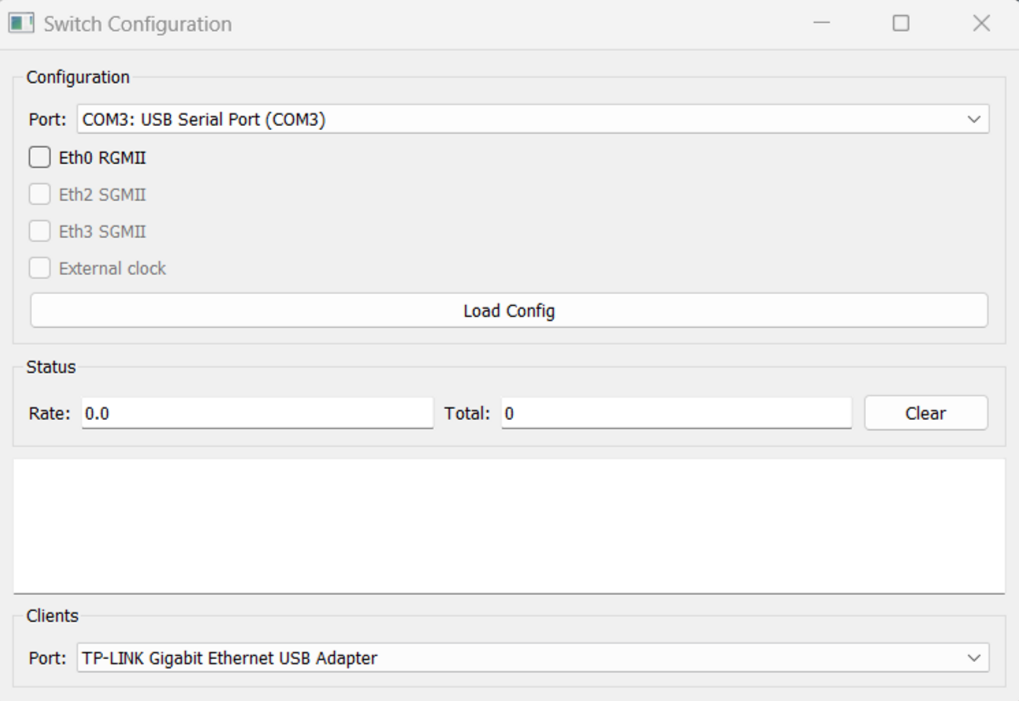 Switch Configuration
Configuration
Port: COM3: USB Serial Port (COM3)
Eth0 RGMII
Eth2 SGMII
Eth3 SGMII
External clock
Load Config
Status
Rate: 0.0 Total: 0 Clear
Clients
Port: TP-LINK Gigabit Ethernet USB Adapter